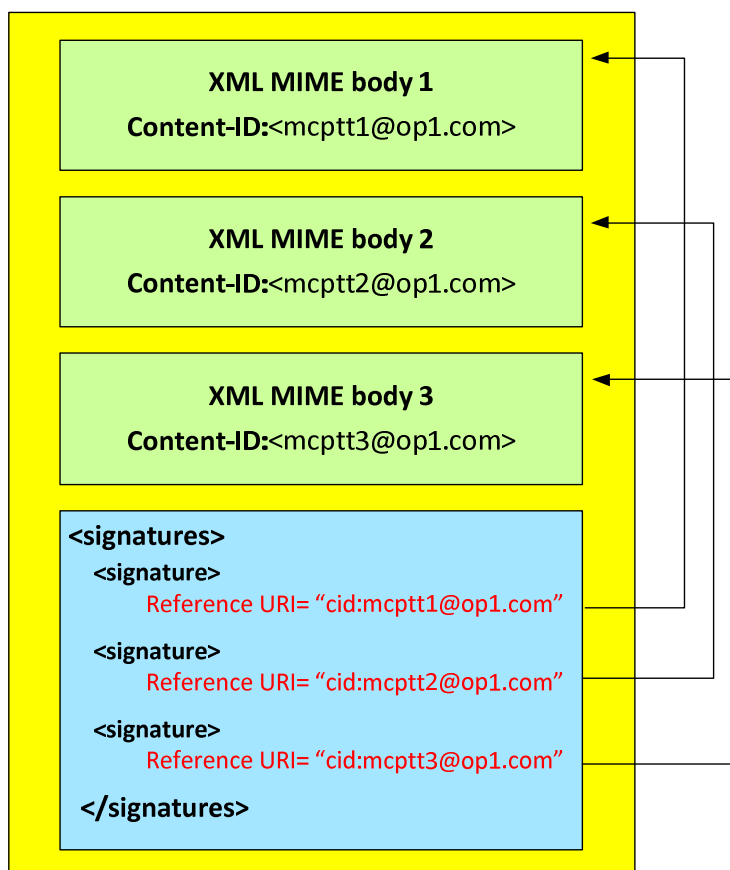 XML MIME body 1
Content-ID:<mcptt1@op1.com>
XML MIME body 2
Content-ID:<mcptt2@op1.com>
XML MIME body 3
Content-ID:<mcptt3@op1.com>
<signatures>
<signature>
Reference URI= “cid:mcptt1@op1.com”
<signature>
Reference URI= “cid:mcptt2@op1.com”
<signature>
Reference URI= “cid:mcptt3@op1.com”
</signatures>